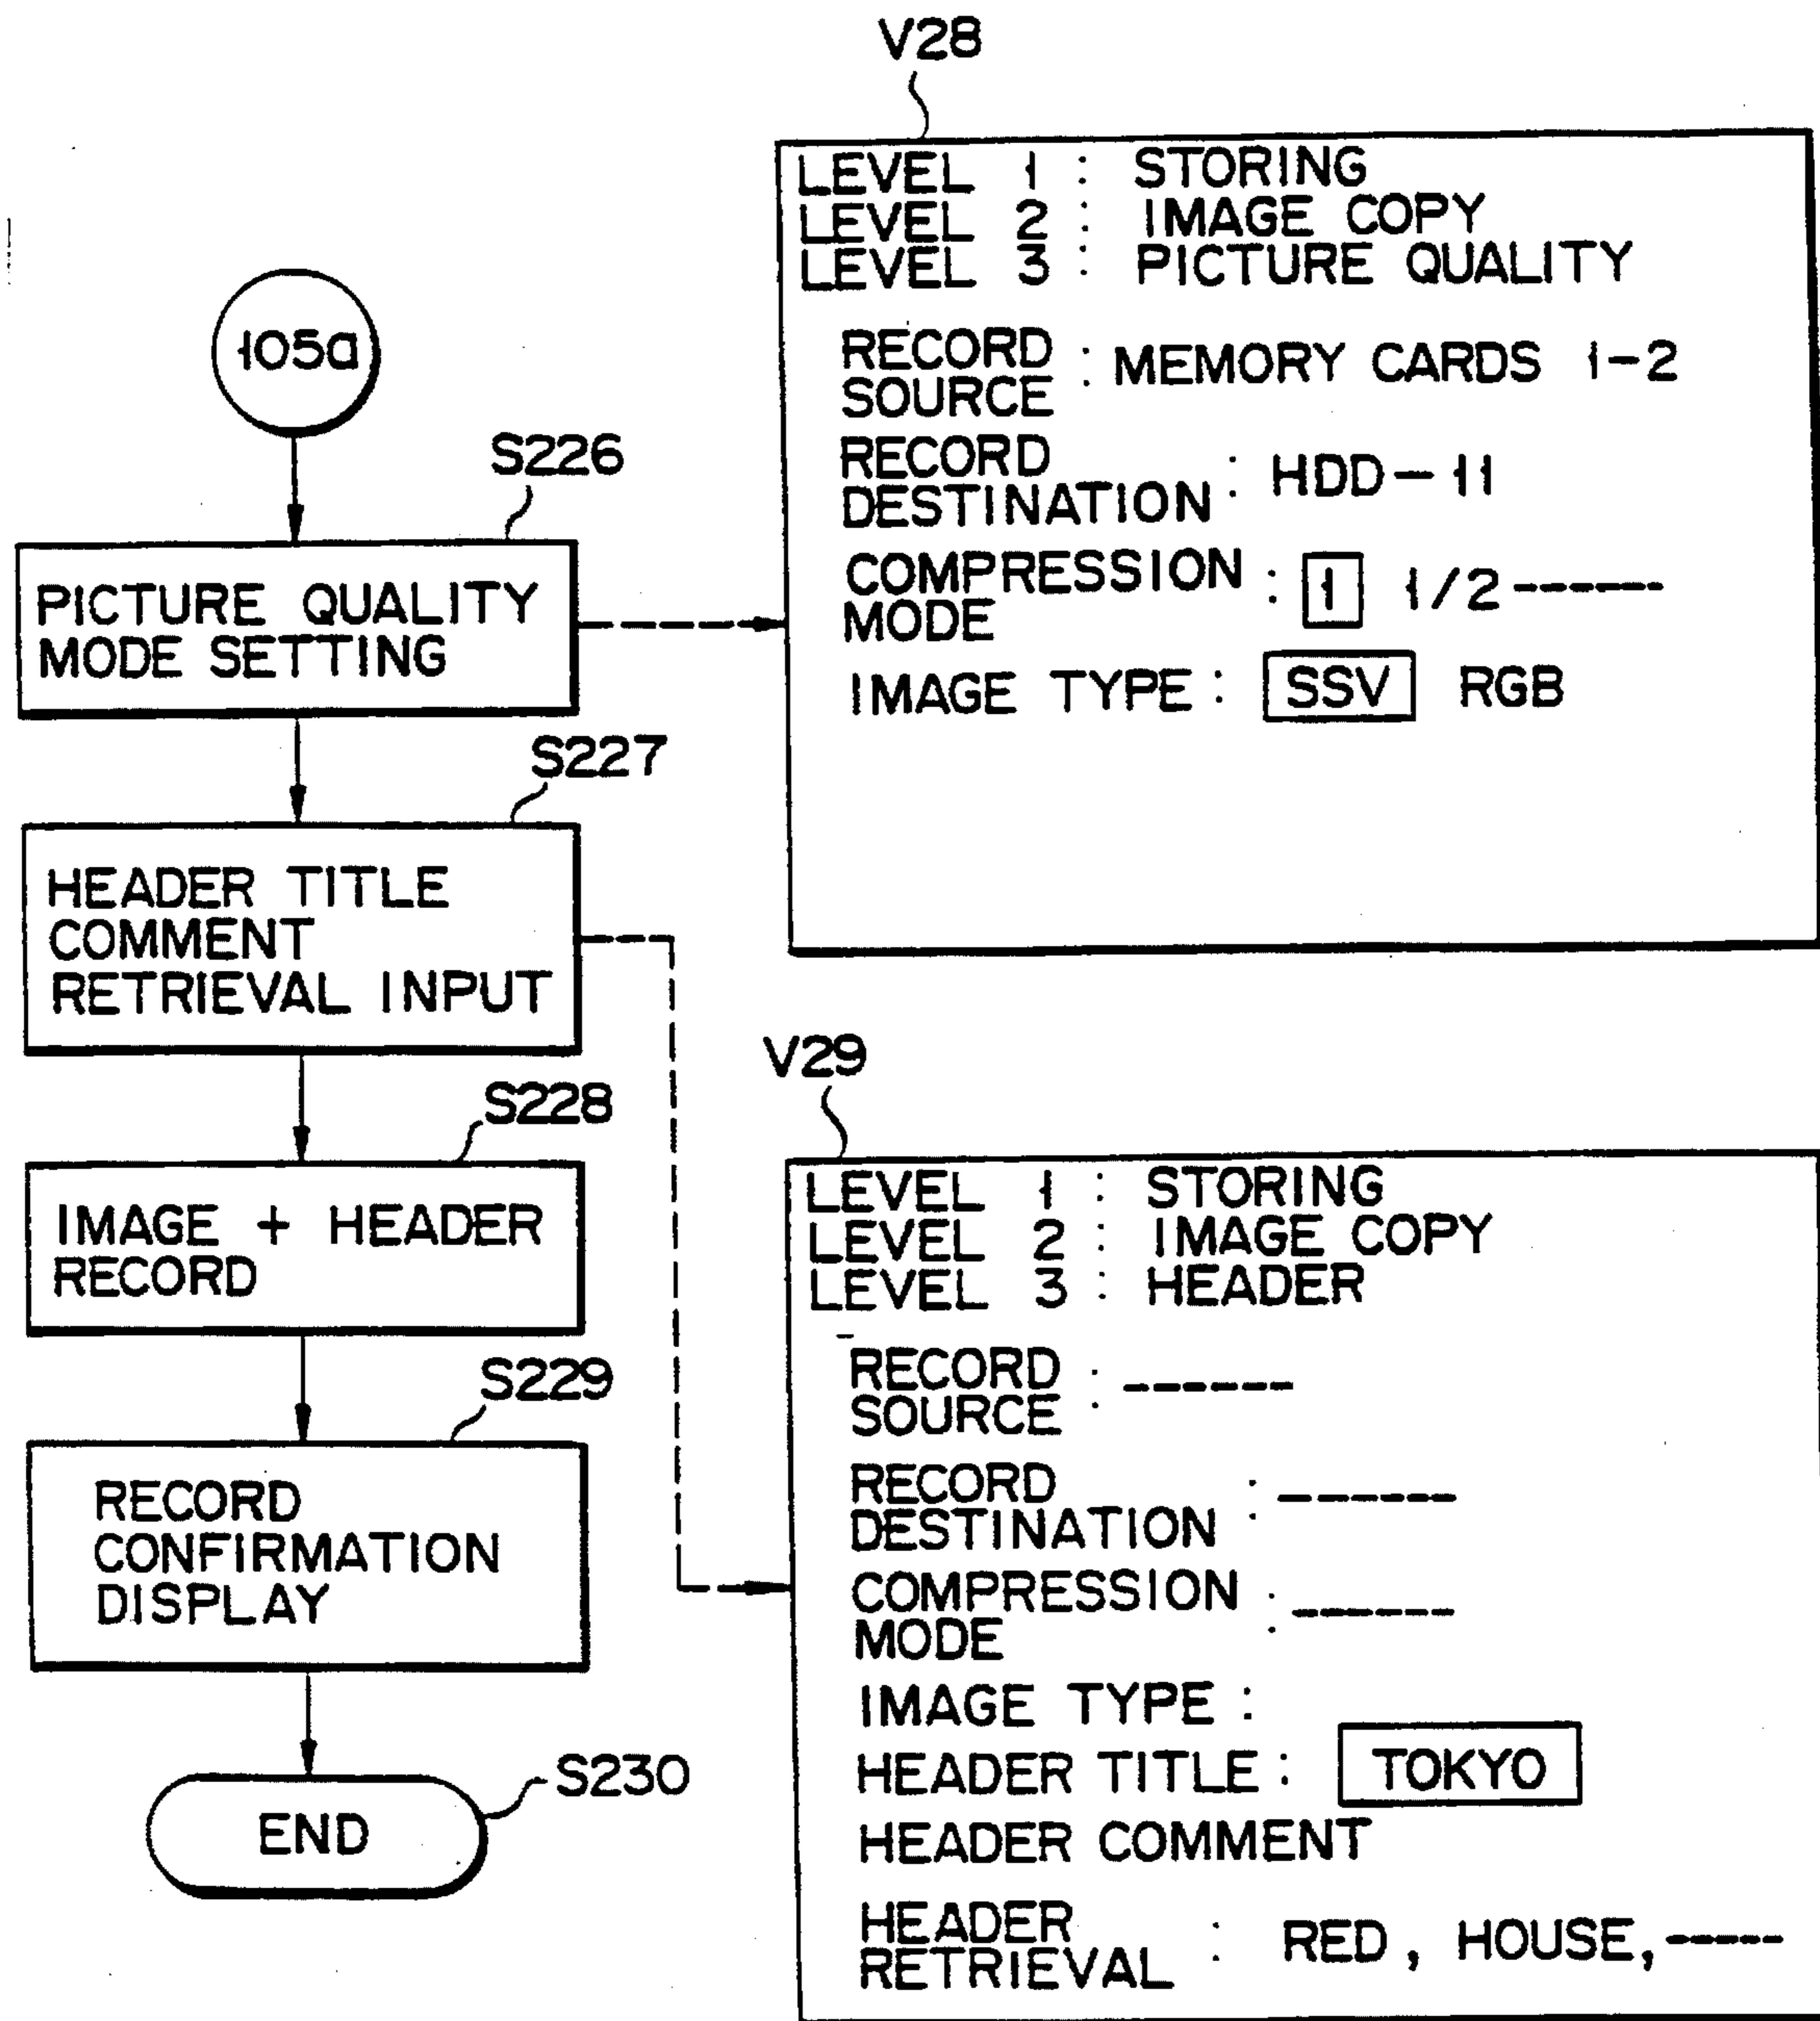 105a
S226
PICTURE QUALITY
MODE SETTING
S227
HEADER TITLE
COMMENT
RETRIEVAL INPUT
S228
IMAGE + HEADER
RECORD
S229
RECORD
CONFIRMATION
DISPLAY
S230
END
V28
LEVEL 1 : STORING
LEVEL 2 : IMAGE COPY
LEVEL 3 : PICTURE QUALITY
RECORD
SOURCE : MEMORY CARDS 1-2
RECORD
DESTINATION : HDD-11
COMPRESSION
MODE : 1 1/2------
IMAGE TYPE : SSV RGB
V29
LEVEL 1 : STORING
LEVEL 2 : IMAGE COPY
LEVEL 3 : HEADER
RECORD
SOURCE : ------
RECORD
DESTINATION : ------
COMPRESSION
MODE : ------
IMAGE TYPE :
HEADER TITLE : TOKYO
HEADER COMMENT
HEADER
RETRIEVAL : RED, HOUSE,-----